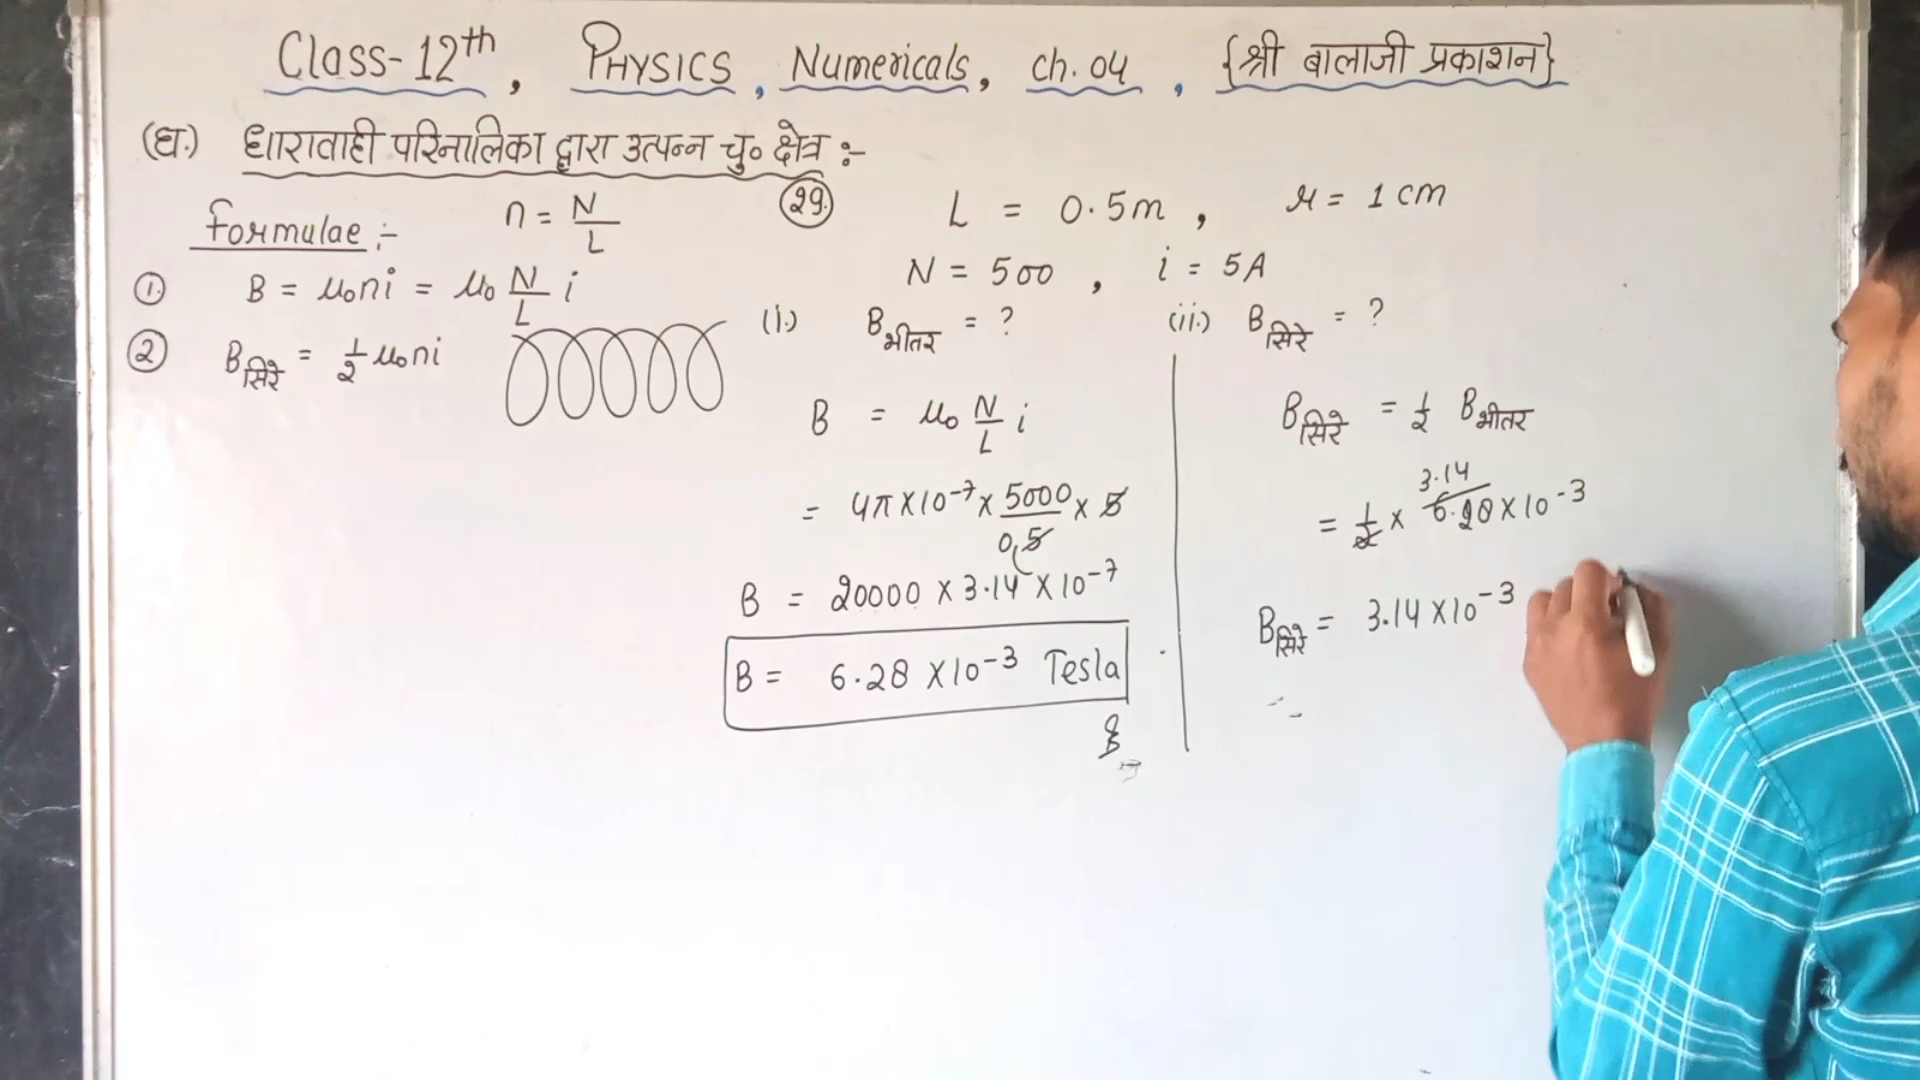 Class-12th, PHYSICS, Numericals, ch. 04, {श्री बालाजी प्रकाशन}
(घ.) धारावाही परिनालिका द्वारा उत्पन्न चु० क्षेत्र :-
Formulae :-
n = N/L
① B = μ₀ni = μ₀ N/L i
② Bसिरे = 1/2 μ₀ni
(29.) L = 0.5m, r = 1 cm
N = 500, i = 5A
(i.) Bभीतर = ? (ii.) Bसिरे = ?
B = μ₀ N/L i
= 4π×10⁻⁷ × 5000/0.5 × 5
B = 20000 × 3.14 × 10⁻⁷
B = 6.28 × 10⁻³ Tesla
Bसिरे = 1/2 Bभीतर
3.14
= 1/2 × 6.28 × 10⁻³
Bसिरे = 3.14 × 10⁻³